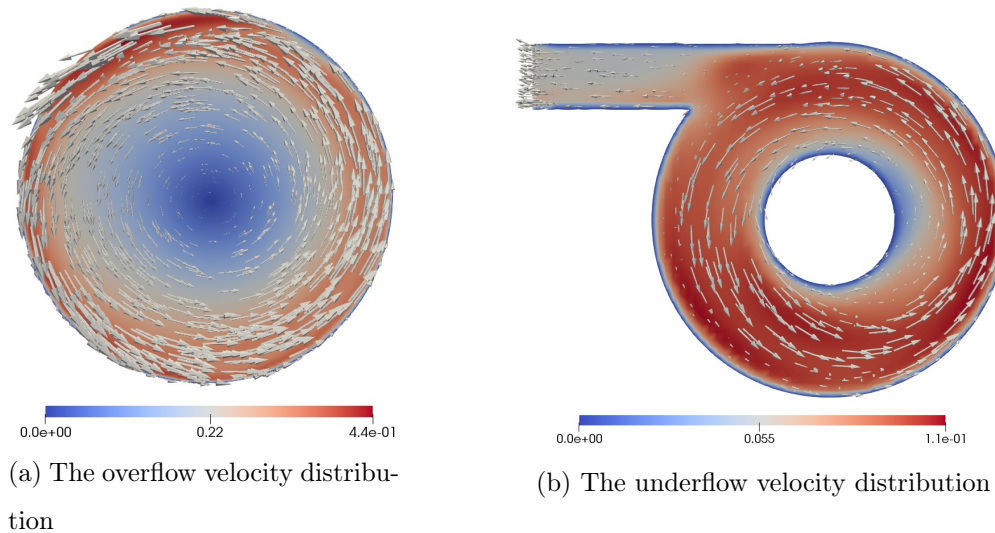 0.0e+00 0.22 4.4e-01
(a) The overflow velocity distribu-
tion
0.0e+00 0.055 1.1e-01
(b) The underflow velocity distribution